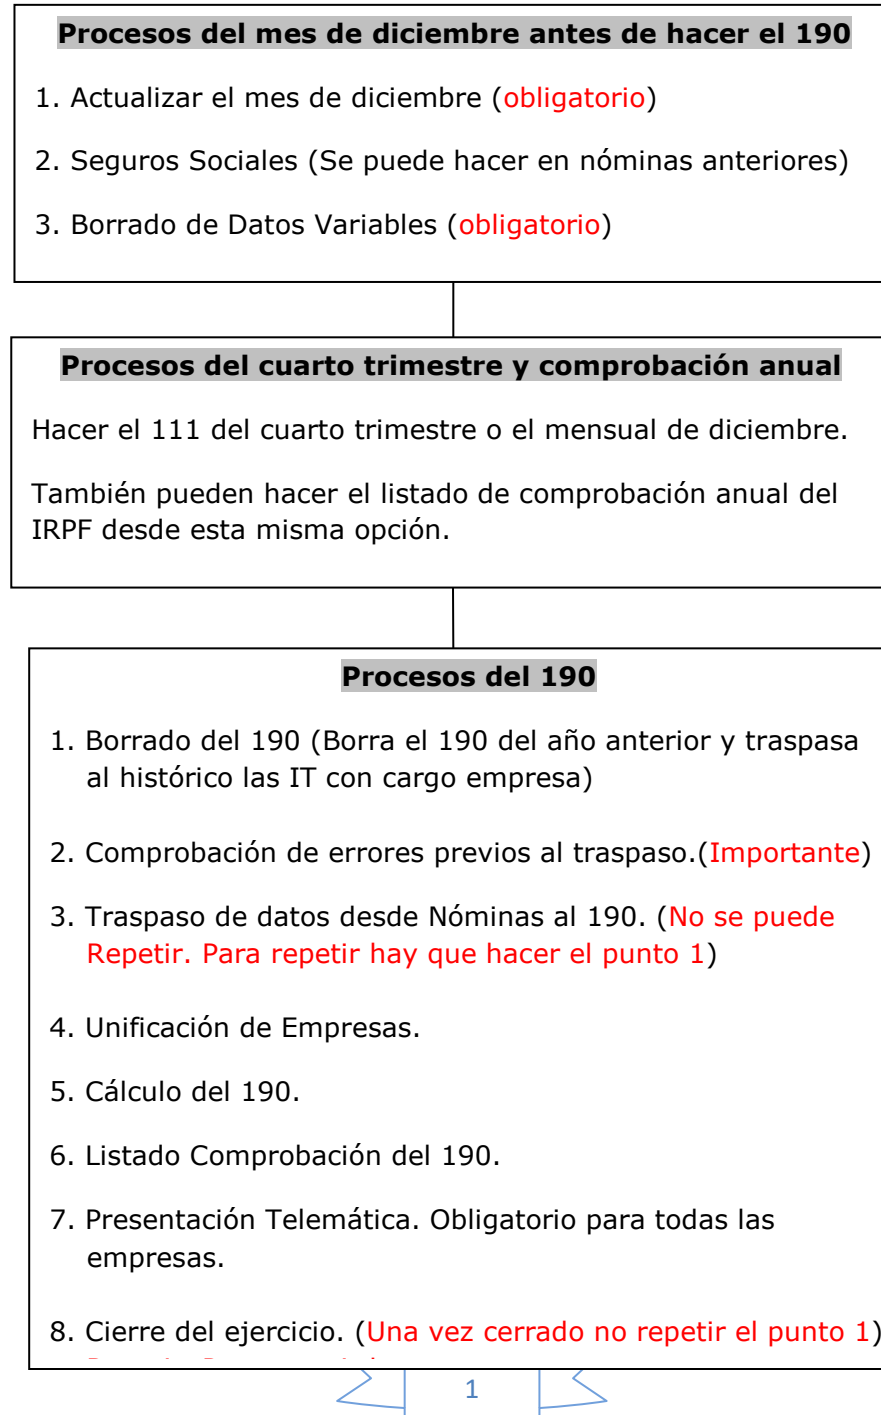 Procesos del mes de diciembre antes de hacer el 190
1. Actualizar el mes de diciembre (obligatorio)
2. Seguros Sociales (Se puede hacer en nóminas anteriores)
3. Borrado de Datos Variables (obligatorio)
Procesos del cuarto trimestre y comprobación anual
Hacer el 111 del cuarto trimestre o el mensual de diciembre.
También pueden hacer el listado de comprobación anual del
IRPF desde esta misma opción.
Procesos del 190
1. Borrado del 190 (Borra el 190 del año anterior y traspasa
al histórico las IT con cargo empresa)
2. Comprobación de errores previos al traspaso.(Importante)
3. Traspaso de datos desde Nóminas al 190. (No se puede
Repetir. Para repetir hay que hacer el punto 1)
4. Unificación de Empresas.
5. Cálculo del 190.
6. Listado Comprobación del 190.
7. Presentación Telemática. Obligatorio para todas las
empresas.
8. Cierre del ejercicio. (Una vez cerrado no repetir el punto 1)
1